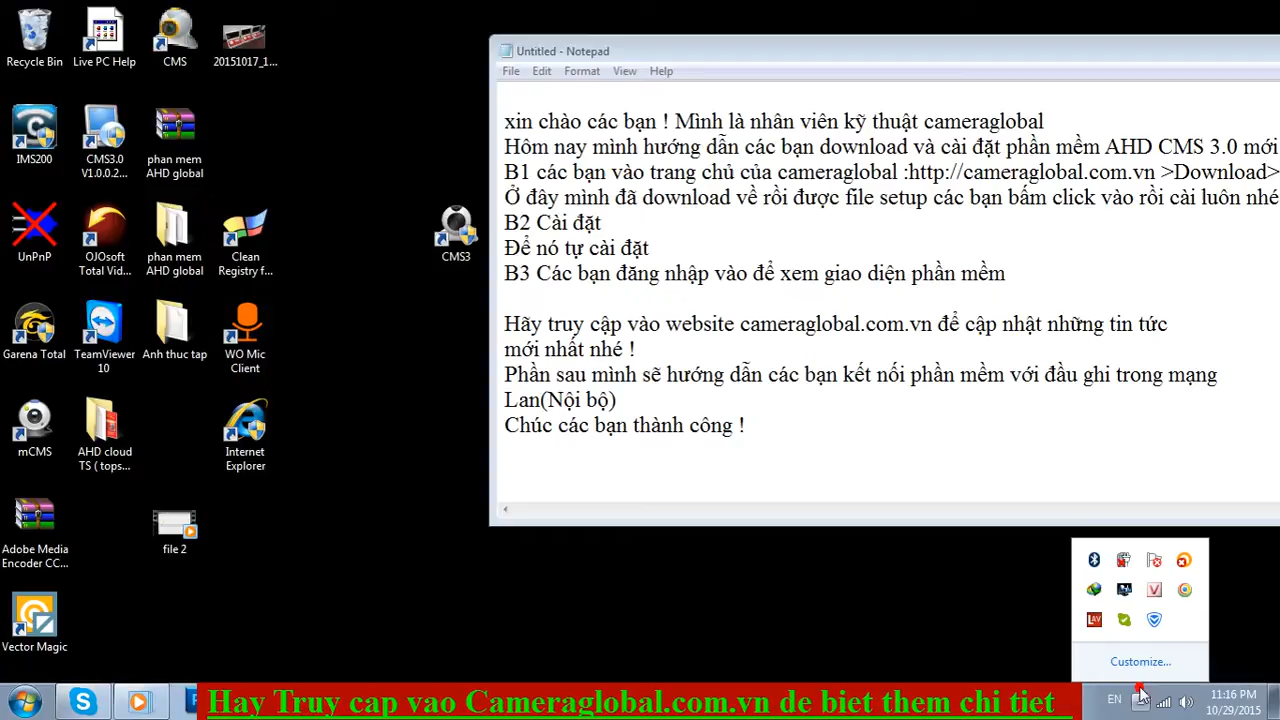 Recycle Bin
Live PC Help
CMS
20151017_1...
IMS200
CMS3.0
V1.0.0.2...
phan mem
AHD global
UnPnP
OJOsoft
Total Vid...
phan mem
AHD global
Clean
Registry f...
Garena Total
TeamViewer
10
Anh thuc tap
WO Mic
Client
mCMS
AHD cloud
TS ( tops...
Internet
Explorer
Adobe Media
Encoder CC...
file 2
Vector Magic
CMS3
Untitled - Notepad
File Edit Format View Help
xin chào các bạn ! Mình là nhân viên kỳ thuật cameraglobal
Hôm nay mình hướng dẫn các bạn download và cài đặt phần mềm AHD CMS 3.0 mới
B1 các bạn vào trang chủ của cameraglobal :http://cameraglobal.com.vn >Download>
Ở đây mình đã download về rồi được file setup các bạn bấm click vào rồi cài luôn nhé
B2 Cài đặt
Để nó tự cài đặt
B3 Các bạn đăng nhập vào để xem giao diện phần mềm
Hãy truy cập vào website cameraglobal.com.vn để cập nhật những tin tức
mới nhất nhé !
Phần sau mình sẽ hướng dẫn các bạn kết nối phần mềm với đầu ghi trong mạng
Lan(Nội bộ)
Chúc các bạn thành công !
LAV
Customize...
Hay Truy cap vao Cameraglobal.com.vn de biet them chi tiet
EN
11:16 PM
10/29/2015